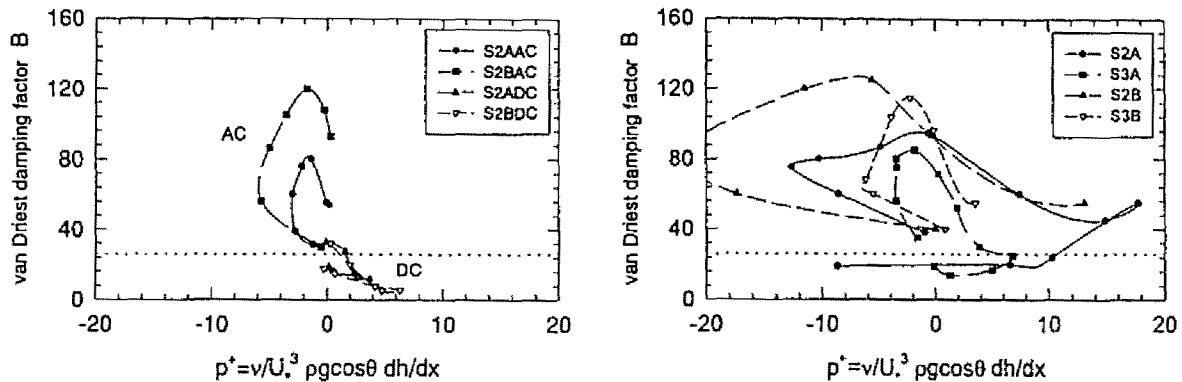 van Driest damping factor B
160
120
80
40
0
-20
-10
0
10
20
p⁺=ν/U*³ ρgcosθ dh/dx
AC
DC
S2AAC
S2BAC
S2ADC
S2BDC
van Driest damping factor B
160
120
80
40
0
-20
-10
0
10
20
p⁺=ν/U*³ ρgcosθ dh/dx
S2A
S3A
S2B
S3B